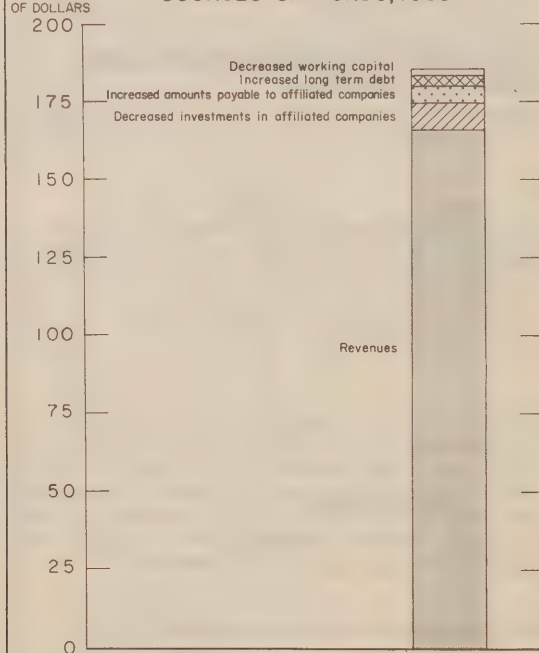 OF DOLLARS
200
Decreased working capital
Increased long term debt
175
Increased amounts payable to affiliated companies
Decreased investments in affiliated companies
150
125
100
Revenues
75
50
25
0